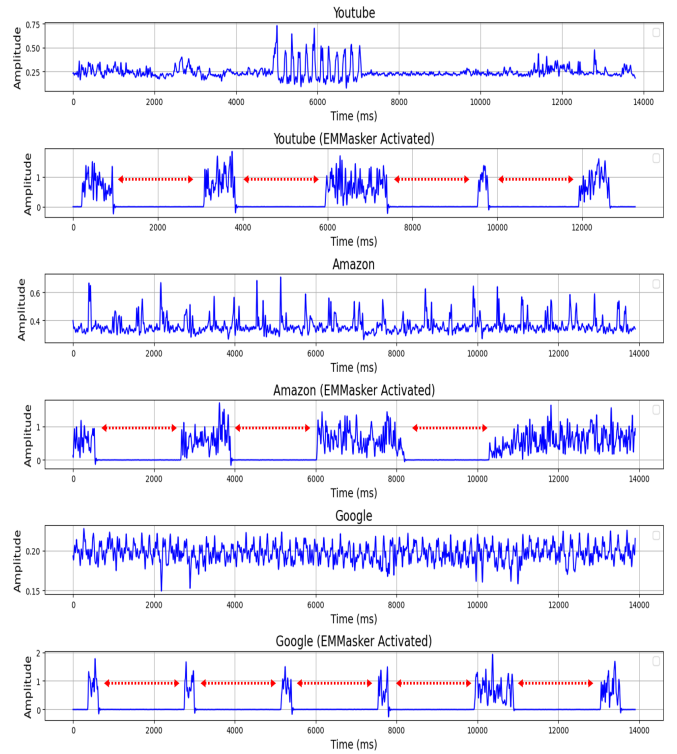 Youtube
Amplitude
0.75
0.50
0.25
0 2000 4000 6000 8000 10000 12000 14000
Time (ms)
Youtube (EMMasker Activated)
Amplitude
1
0
0 2000 4000 6000 8000 10000 12000
Time (ms)
Amazon
Amplitude
0.6
0.4
0 2000 4000 6000 8000 10000 12000 14000
Time (ms)
Amazon (EMMasker Activated)
Amplitude
1
0
0 2000 4000 6000 8000 10000 12000 14000
Time (ms)
Google
Amplitude
0.20
0.15
0 2000 4000 6000 8000 10000 12000 14000
Time (ms)
Google (EMMasker Activated)
Amplitude
2
1
0
0 2000 4000 6000 8000 10000 12000 14000
Time (ms)